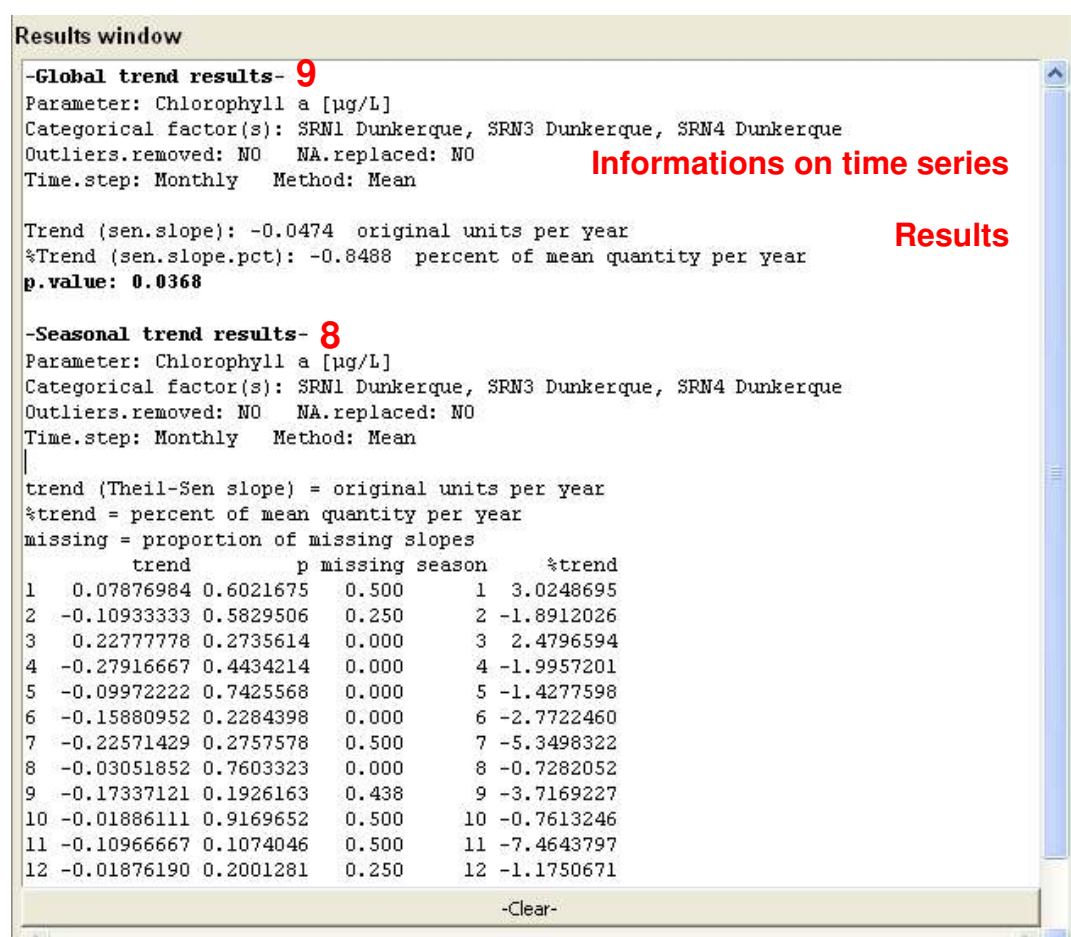 Results window
-Global trend results- 9
Parameter: Chlorophyll a [µg/L]
Categorical factor(s): SRN1 Dunkerque, SRN3 Dunkerque, SRN4 Dunkerque
Outliers.removed: NO   NA.replaced: NO
Informations on time series
Time.step: Monthly   Method: Mean
Trend (sen.slope): -0.0474  original units per year
Results
%Trend (sen.slope.pct): -0.8488  percent of mean quantity per year
p.value: 0.0368
-Seasonal trend results- 8
Parameter: Chlorophyll a [µg/L]
Categorical factor(s): SRN1 Dunkerque, SRN3 Dunkerque, SRN4 Dunkerque
Outliers.removed: NO   NA.replaced: NO
Time.step: Monthly   Method: Mean
trend (Theil-Sen slope) = original units per year
%trend = percent of mean quantity per year
missing = proportion of missing slopes
trend p missing season %trend
1 0.07876984 0.6021675 0.500 1 3.0248695
2 -0.10933333 0.5829506 0.250 2 -1.8912026
3 0.22777778 0.2735614 0.000 3 2.4796594
4 -0.27916667 0.4434214 0.000 4 -1.9957201
5 -0.09972222 0.7425568 0.000 5 -1.4277598
6 -0.15880952 0.2284398 0.000 6 -2.7722460
7 -0.22571429 0.2757578 0.500 7 -5.3498322
8 -0.03051852 0.7603323 0.000 8 -0.7282052
9 -0.17337121 0.1926163 0.438 9 -3.7169227
10 -0.01886111 0.9169652 0.500 10 -0.7613246
11 -0.10966667 0.1074046 0.500 11 -7.4643797
12 -0.01876190 0.2001281 0.250 12 -1.1750671
-Clear-